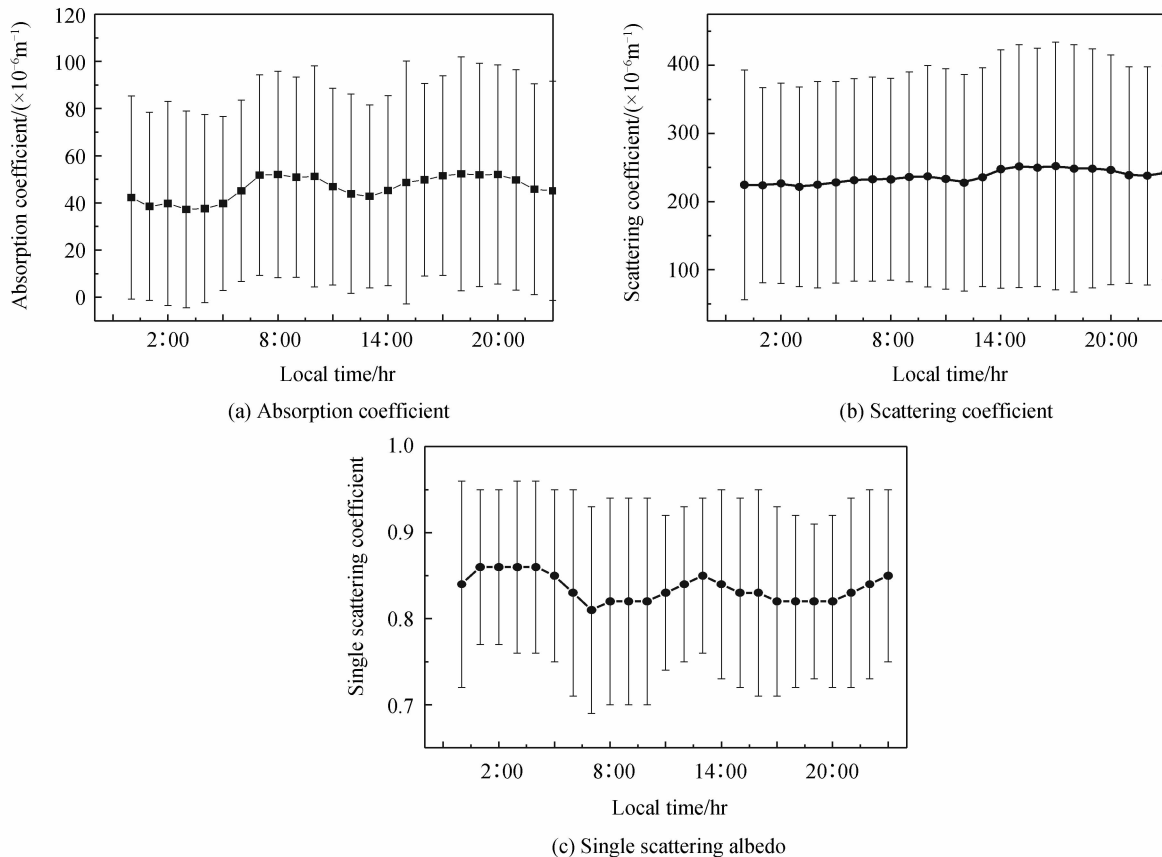 120
100
80
60
40
20
0
Absorption coefficient/(×10⁻⁶m⁻¹)
2:00 8:00 14:00 20:00
Local time/hr
(a) Absorption coefficient
400
300
200
100
Scattering coefficient/(×10⁻⁶m⁻¹)
2:00 8:00 14:00 20:00
Local time/hr
(b) Scattering coefficient
1.0
0.9
0.8
0.7
Single scattering coefficient
2:00 8:00 14:00 20:00
Local time/hr
(c) Single scattering albedo